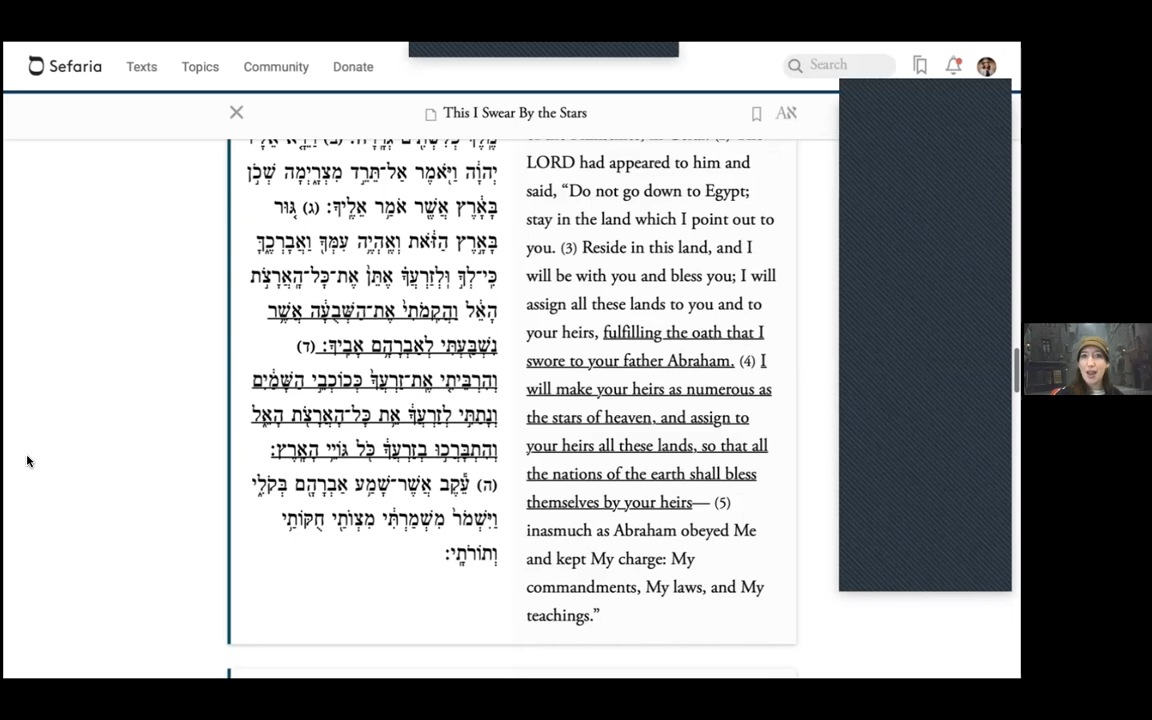 Sefaria
Texts
Topics
Community
Donate
Search
This I Swear By the Stars
יְהֹוָ֔ה וַיֹּ֖אמֶר אַל־תֵּרֵ֣ד מִצְרָ֑יְמָה שְׁכֹ֣ן
בָּאָ֔רֶץ אֲשֶׁ֖ר אֹמַ֥ר אֵלֶֽיךָ׃ (ג) גּ֚וּר
בָּאָ֣רֶץ הַזֹּ֔את וְאֶֽהְיֶ֥ה עִמְּךָ֖ וַאֲבָרְכֶ֑ךָּ
כִּֽי־לְךָ֣ וּֽלְזַרְעֲךָ֗ אֶתֵּן֙ אֶת־כׇּל־הָֽאֲרָצֹ֣ת
הָאֵ֔ל וַהֲקִֽמֹתִי֙ אֶת־הַשְּׁבֻעָ֔ה אֲשֶׁ֥ר
נִשְׁבַּ֖עְתִּי לְאַבְרָהָ֥ם אָבִֽיךָ׃ (ד)
וְהִרְבֵּיתִ֤י אֶֽת־זַרְעֲךָ֙ כְּכוֹכְבֵ֣י הַשָּׁמַ֔יִם
וְנָתַתִּ֣י לְזַרְעֲךָ֔ אֵ֥ת כׇּל־הָאֲרָצֹ֖ת הָאֵ֑ל
וְהִתְבָּרְכ֣וּ בְזַרְעֲךָ֔ כֹּ֖ל גּוֹיֵ֥י הָאָֽרֶץ׃
(ה) עֵ֕קֶב אֲשֶׁר־שָׁמַ֥ע אַבְרָהָ֖ם בְּקֹלִ֑י
וַיִּשְׁמֹר֙ מִשְׁמַרְתִּ֔י מִצְוֺתַ֖י חֻקּוֹתַ֥י
וְתוֹרֹתָֽי׃
LORD had appeared to him and
said, “Do not go down to Egypt;
stay in the land which I point out to
you. (3) Reside in this land, and I
will be with you and bless you; I will
assign all these lands to you and to
your heirs, fulfilling the oath that I
swore to your father Abraham. (4) I
will make your heirs as numerous as
the stars of heaven, and assign to
your heirs all these lands, so that all
the nations of the earth shall bless
themselves by your heirs— (5)
inasmuch as Abraham obeyed Me
and kept My charge: My
commandments, My laws, and My
teachings.”